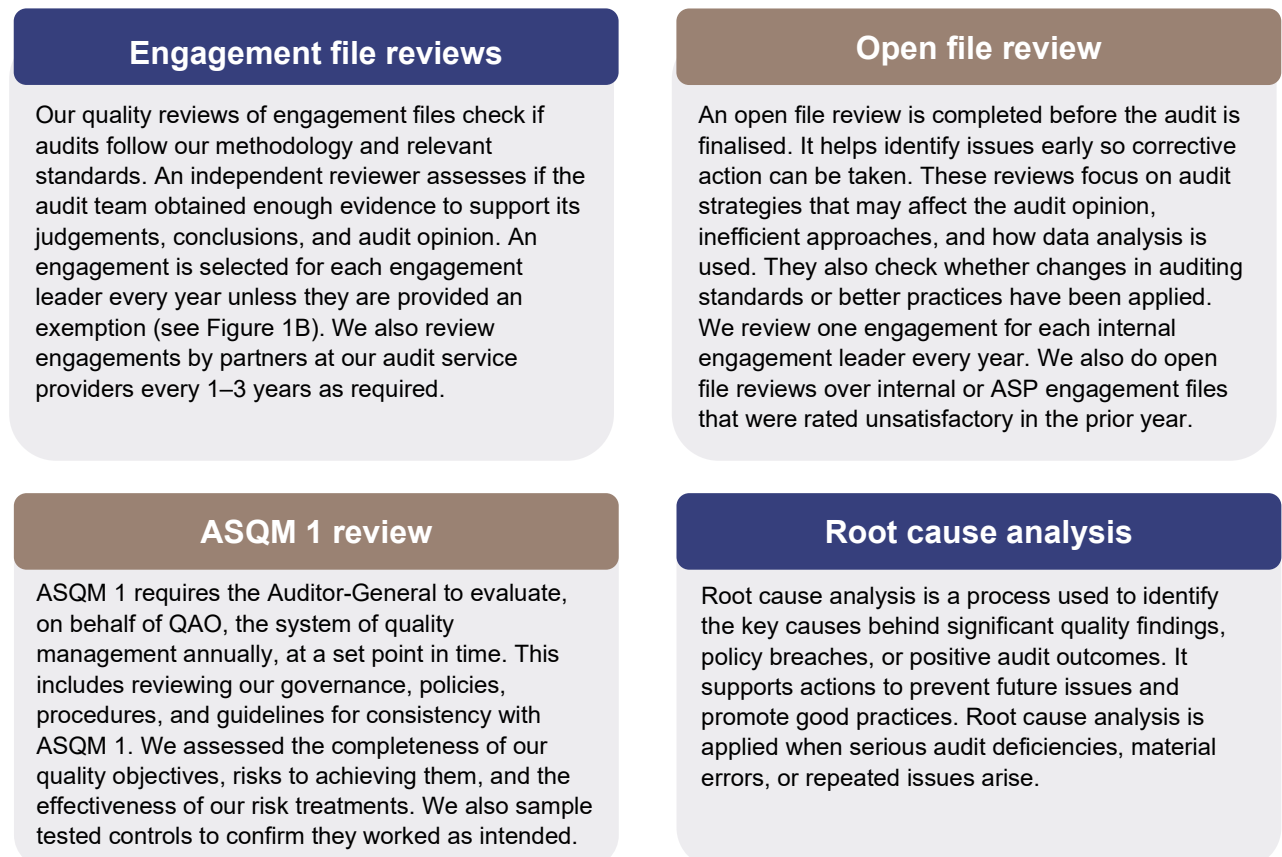 Engagement file reviews
Our quality reviews of engagement files check if
audits follow our methodology and relevant
standards. An independent reviewer assesses if the
audit team obtained enough evidence to support its
judgements, conclusions, and audit opinion. An
engagement is selected for each engagement
leader every year unless they are provided an
exemption (see Figure 1B). We also review
engagements by partners at our audit service
providers every 1–3 years as required.
Open file review
An open file review is completed before the audit is
finalised. It helps identify issues early so corrective
action can be taken. These reviews focus on audit
strategies that may affect the audit opinion,
inefficient approaches, and how data analysis is
used. They also check whether changes in auditing
standards or better practices have been applied.
We review one engagement for each internal
engagement leader every year. We also do open
file reviews over internal or ASP engagement files
that were rated unsatisfactory in the prior year.
ASQM 1 review
ASQM 1 requires the Auditor-General to evaluate,
on behalf of QAO, the system of quality
management annually, at a set point in time. This
includes reviewing our governance, policies,
procedures, and guidelines for consistency with
ASQM 1. We assessed the completeness of our
quality objectives, risks to achieving them, and the
effectiveness of our risk treatments. We also sample
tested controls to confirm they worked as intended.
Root cause analysis
Root cause analysis is a process used to identify
the key causes behind significant quality findings,
policy breaches, or positive audit outcomes. It
supports actions to prevent future issues and
promote good practices. Root cause analysis is
applied when serious audit deficiencies, material
errors, or repeated issues arise.